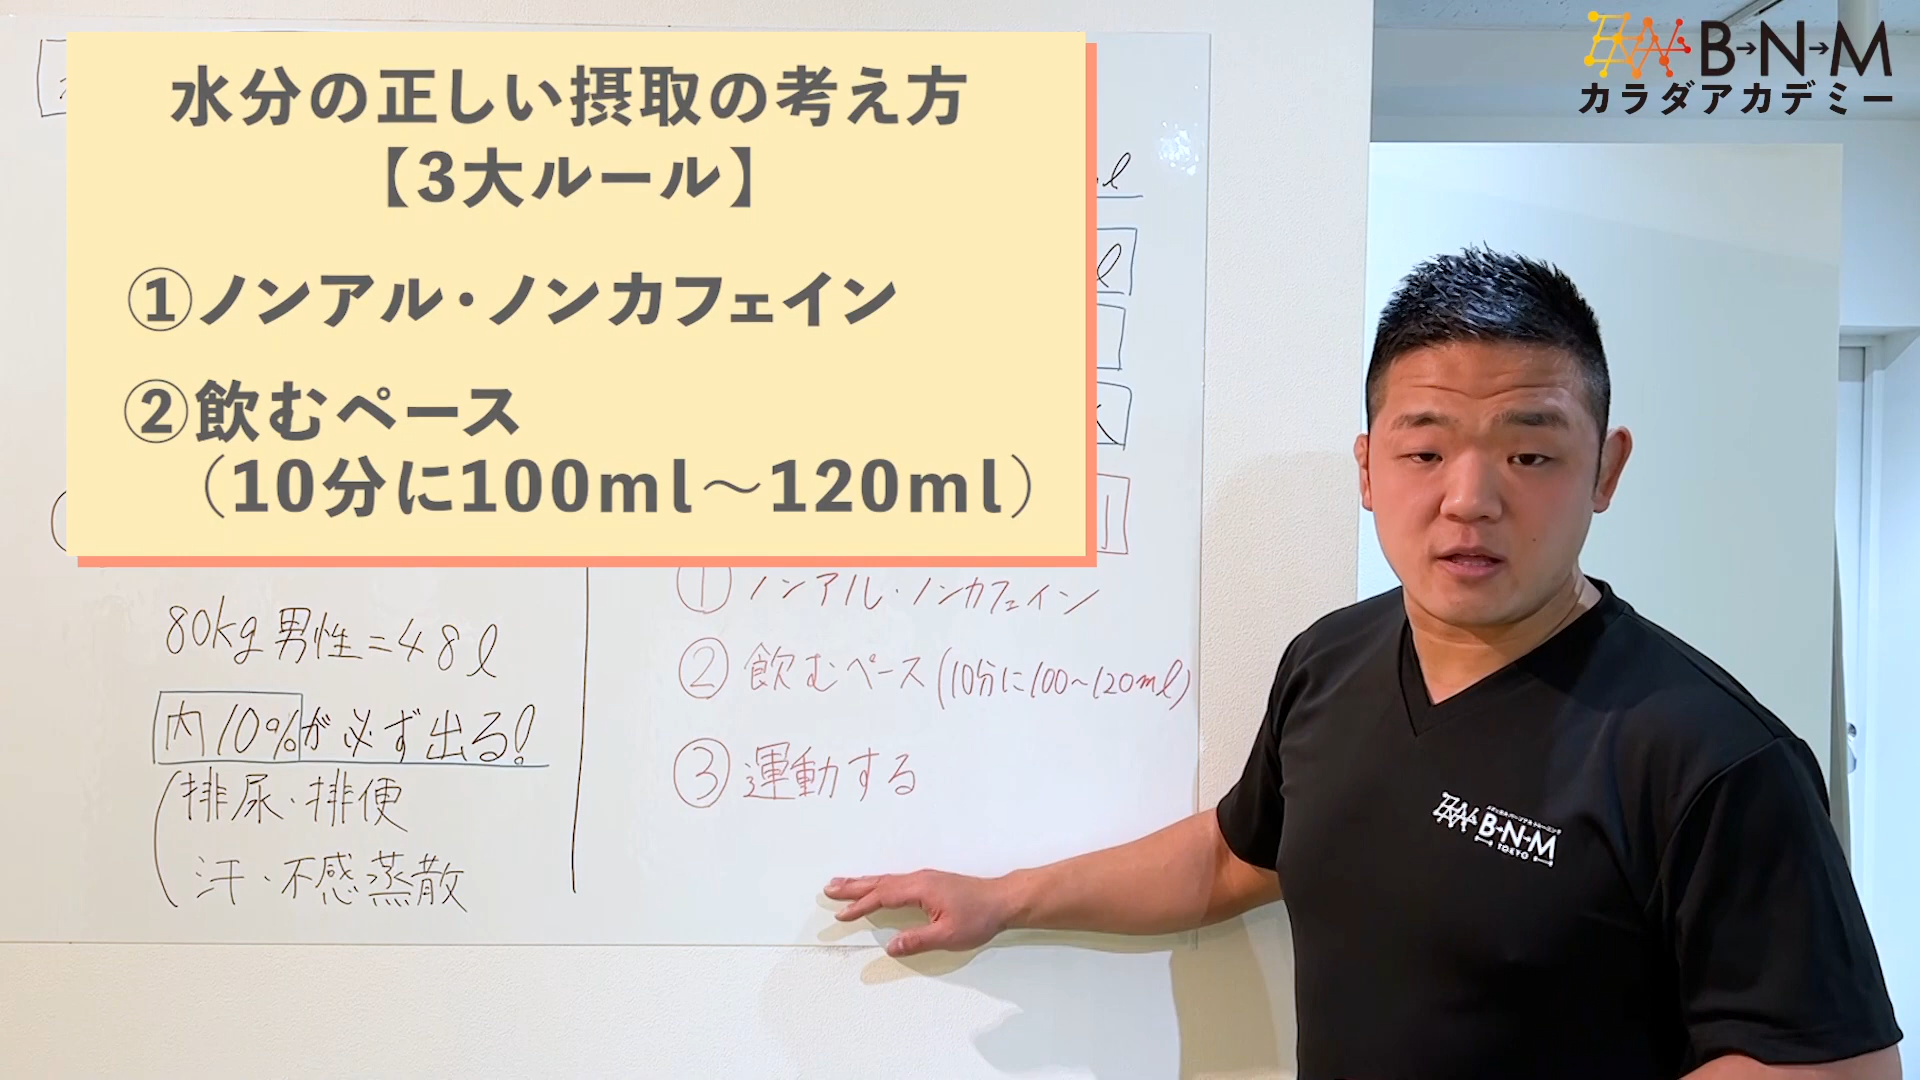 B→N→M
カラダアカデミー
水分の正しい摂取の考え方
【3大ルール】
①ノンアル・ノンカフェイン
②飲むペース
（10分に100ml〜120ml）
80kg男性=48l
内10%が必ず出る!
排尿・排便
汗・不感蒸散
①ノンアル・ノンカフェイン
②飲むペース(10分に100~120ml)
③運動する
B→N→M
TOKYO